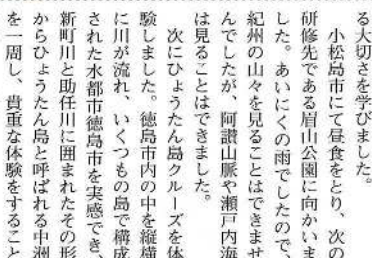 る大切さを学びました。
小松島市にて昼食をとり、次の
研修先である眉山公園に向かいま
した。あいにくの雨でしたので、
紀州の山々を見ることはできませ
んでしたが、阿讃山脈や瀬戸内海
は見ることはできました。
次にひょうたん島クルーズを体
験しました。徳島市内の中を縦横
に川が流れ、いくつもの島で構成
された水都市徳島市を実感でき、
新町川と助任川に囲まれたその形
からひょうたん島と呼ばれる中洲
を一周し、貴重な体験をすること